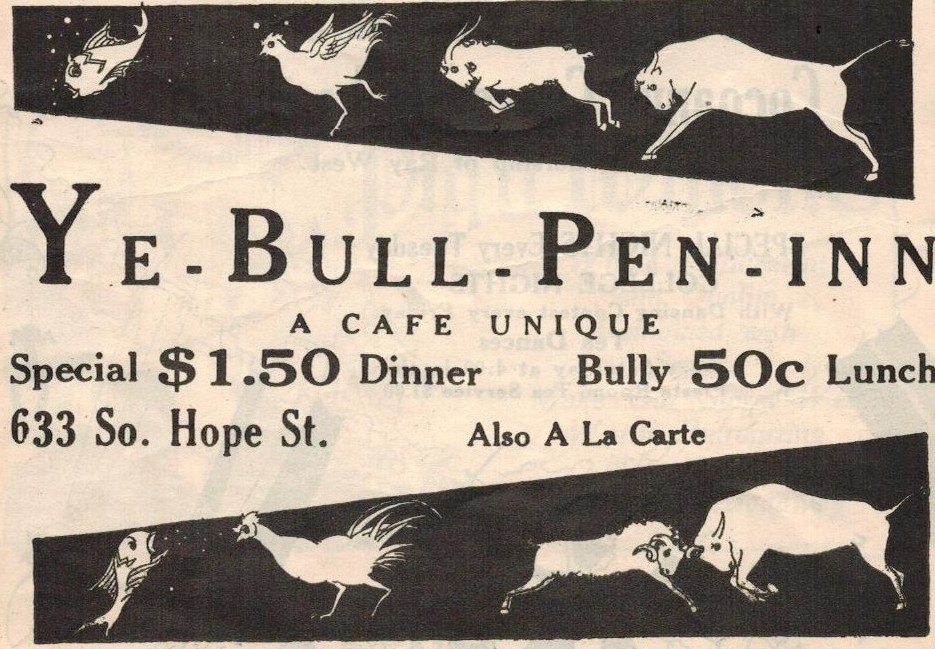 YE-BULL-PEN-INN
A CAFE UNIQUE
Special $1.50 Dinner Bully 50c Lunch
633 So. Hope St. Also A La Carte